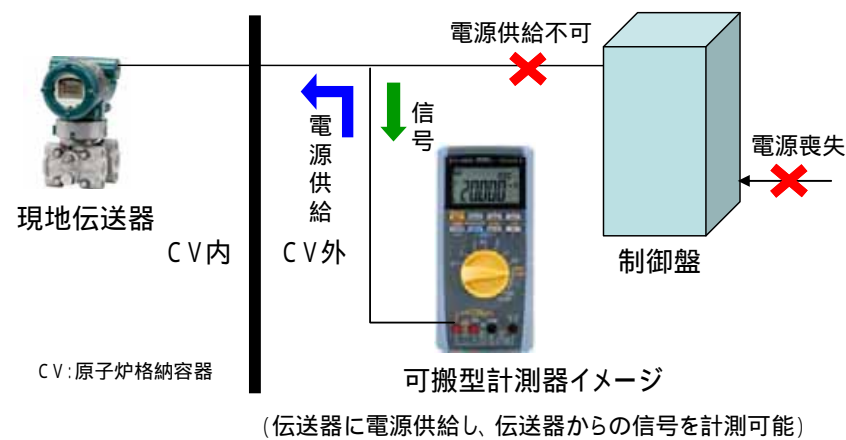 電源供給不可
信号
電源供給
20.000
電源喪失
現地伝送器
CV内
CV外
制御盤
CV:原子炉格納容器
可搬型計測器イメージ
(伝送器に電源供給し、伝送器からの信号を計測可能)